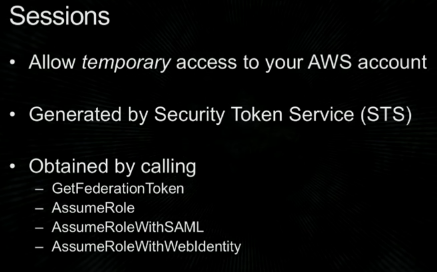 Sessions
• Allow temporary access to your AWS account
• Generated by Security Token Service (STS)
• Obtained by calling
– GetFederationToken
– AssumeRole
– AssumeRoleWithSAML
– AssumeRoleWithWebIdentity